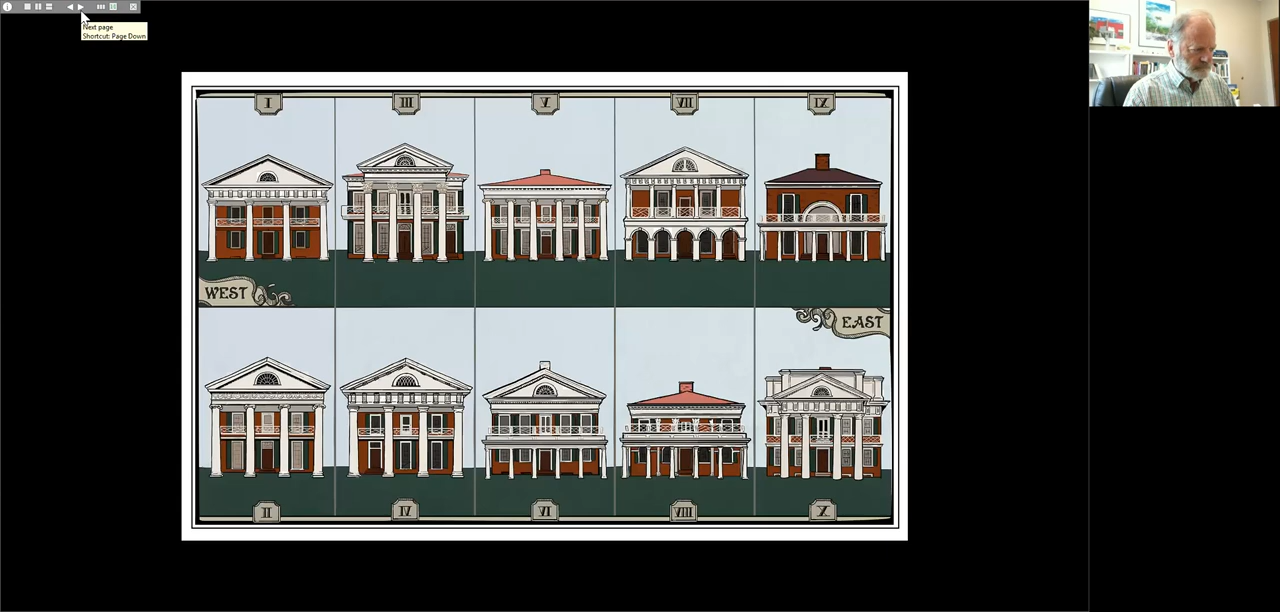 Next page
Shortcut: Page Down
I
III
V
VII
IX
WEST
EAST
II
IV
VI
VIII
X